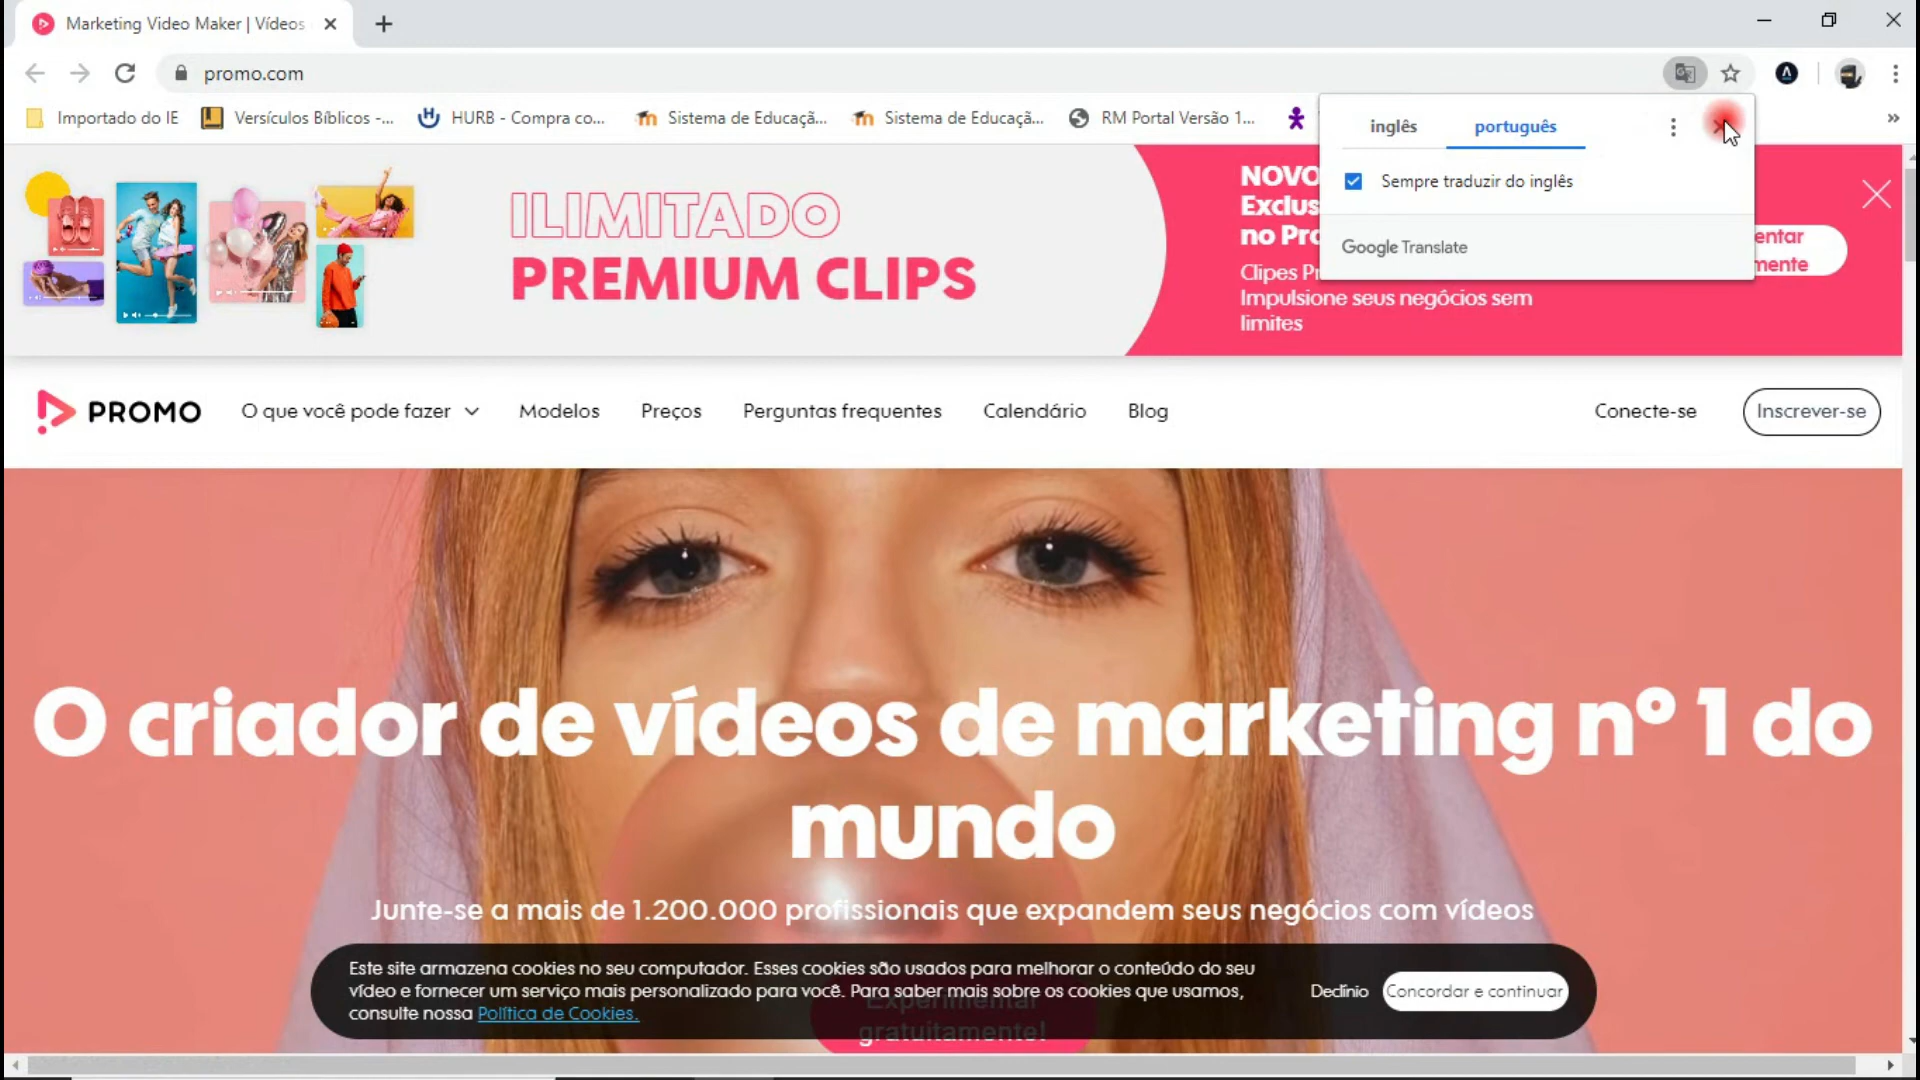 Marketing Video Maker | Vídeos
promo.com
Importado do IE
Versículos Bíblicos -...
HURB - Compra co...
Sistema de Educaçã...
Sistema de Educaçã...
RM Portal Versão 1...
»
inglês
português
Sempre traduzir do inglês
Google Translate
ILIMITADO
PREMIUM CLIPS
NOVO
Exclus
no Pro
Clipes Pr
Impulsione seus negócios sem
limites
entar
mente
PROMO
O que você pode fazer
Modelos
Preços
Perguntas frequentes
Calendário
Blog
Conecte-se
Inscrever-se
O criador de vídeos de marketing nº 1 do
mundo
Junte-se a mais de 1.200.000 profissionais que expandem seus negócios com vídeos
Este site armazena cookies no seu computador. Esses cookies são usados para melhorar o conteúdo do seu
vídeo e fornecer um serviço mais personalizado para você. Para saber mais sobre os cookies que usamos,
consulte nossa Política de Cookies.
Declínio
Concordar e continuar
Experimentar
gratuitamente!